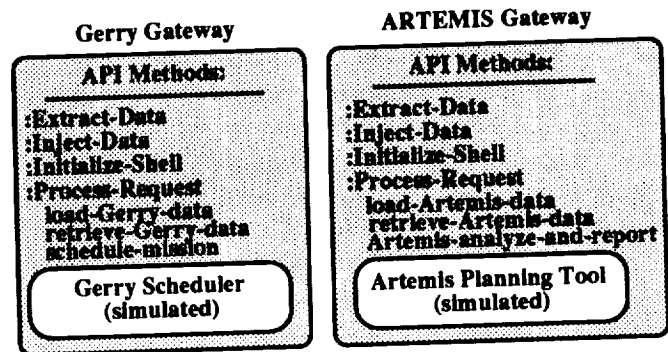 Gerry Gateway
API Methods:
:Extract-Data
:Inject-Data
:Initialize-Shell
:Process-Request
load-Gerry-data
retrieve-Gerry-data
schedule-mission
Gerry Scheduler
(simulated)
ARTEMIS Gateway
API Methods:
:Extract-Data
:Inject-Data
:Initialize-Shell
:Process-Request
load-Artemis-data
retrieve-Artemis-data
Artemis-analyze-and-report
Artemis Planning Tool
(simulated)